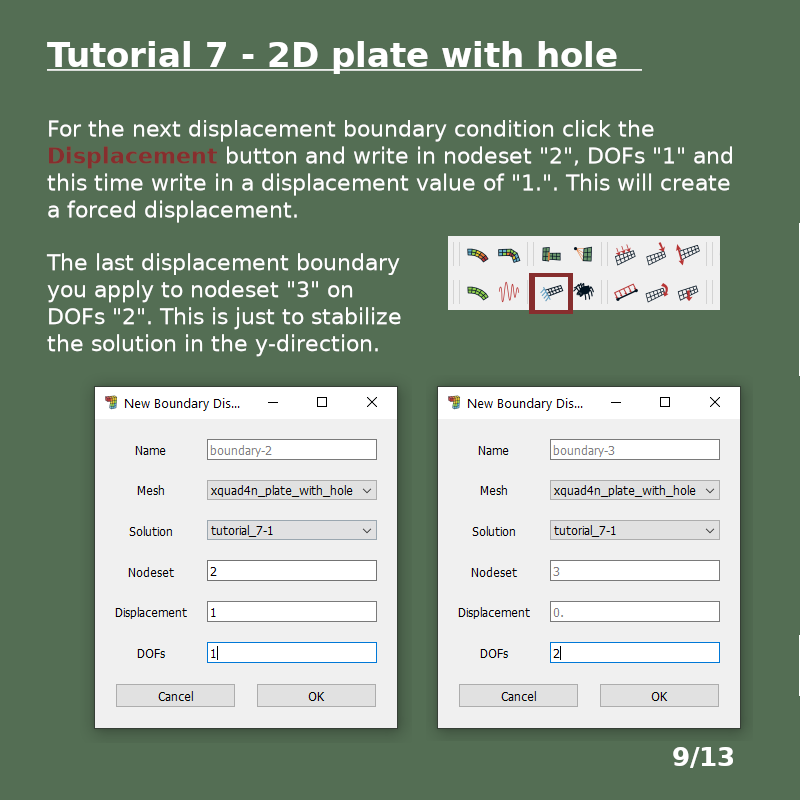 Tutorial 7 - 2D plate with hole
For the next displacement boundary condition click the
Displacement button and write in nodeset "2", DOFs "1" and
this time write in a displacement value of "1.". This will create
a forced displacement.
The last displacement boundary
you apply to nodeset "3" on
DOFs "2". This is just to stabilize
the solution in the y-direction.
New Boundary Dis...
Name boundary-2
Mesh xquad4n_plate_with_hole
Solution tutorial_7-1
Nodeset 2
Displacement 1
DOFs 1
Cancel OK
New Boundary Dis...
Name boundary-3
Mesh xquad4n_plate_with_hole
Solution tutorial_7-1
Nodeset 3
Displacement 0.
DOFs 2
Cancel OK
9/13